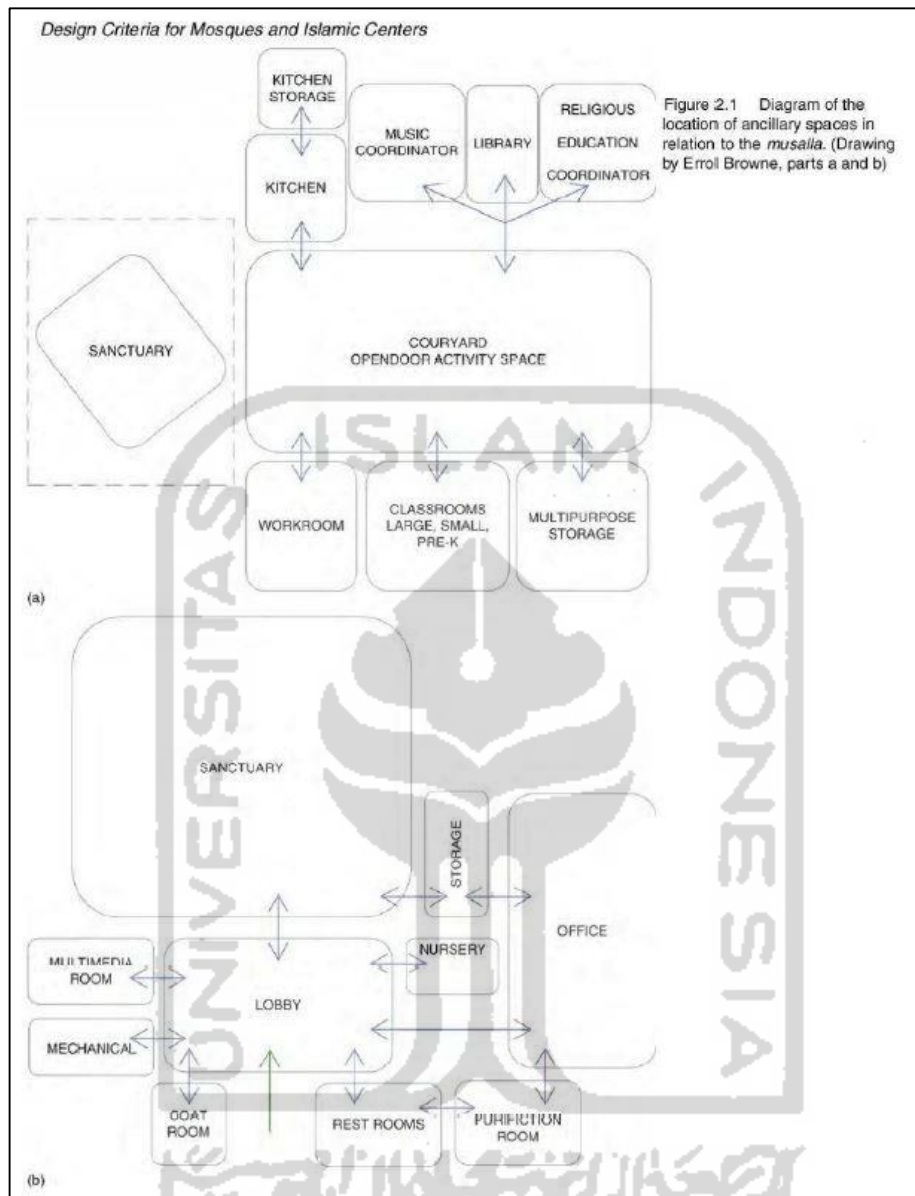 Design Criteria for Mosques and Islamic Centers
KITCHEN
STORAGE
MUSIC
COORDINATOR
LIBRARY
RELIGIOUS
EDUCATION
COORDINATOR
Figure 2.1 Diagram of the
location of ancillary spaces in
relation to the musalla. (Drawing
by Errol Browne, parts a and b)
KITCHEN
SANCTUARY
COURYARD
OPENDOOR ACTIVITY SPACE
WORKROOM
CLASSROOMS
LARGE, SMALL,
PRE-K
MULTIPURPOSE
STORAGE
(a)
SANCTUARY
STORAGE
OFFICE
MULTIMEDIA
ROOM
LOBBY
NURSERY
MECHANICAL
COAT
ROOM
REST ROOMS
PURIFICTION
ROOM
(b)
UNIVERSITAS
ISLAM
INDONESIA